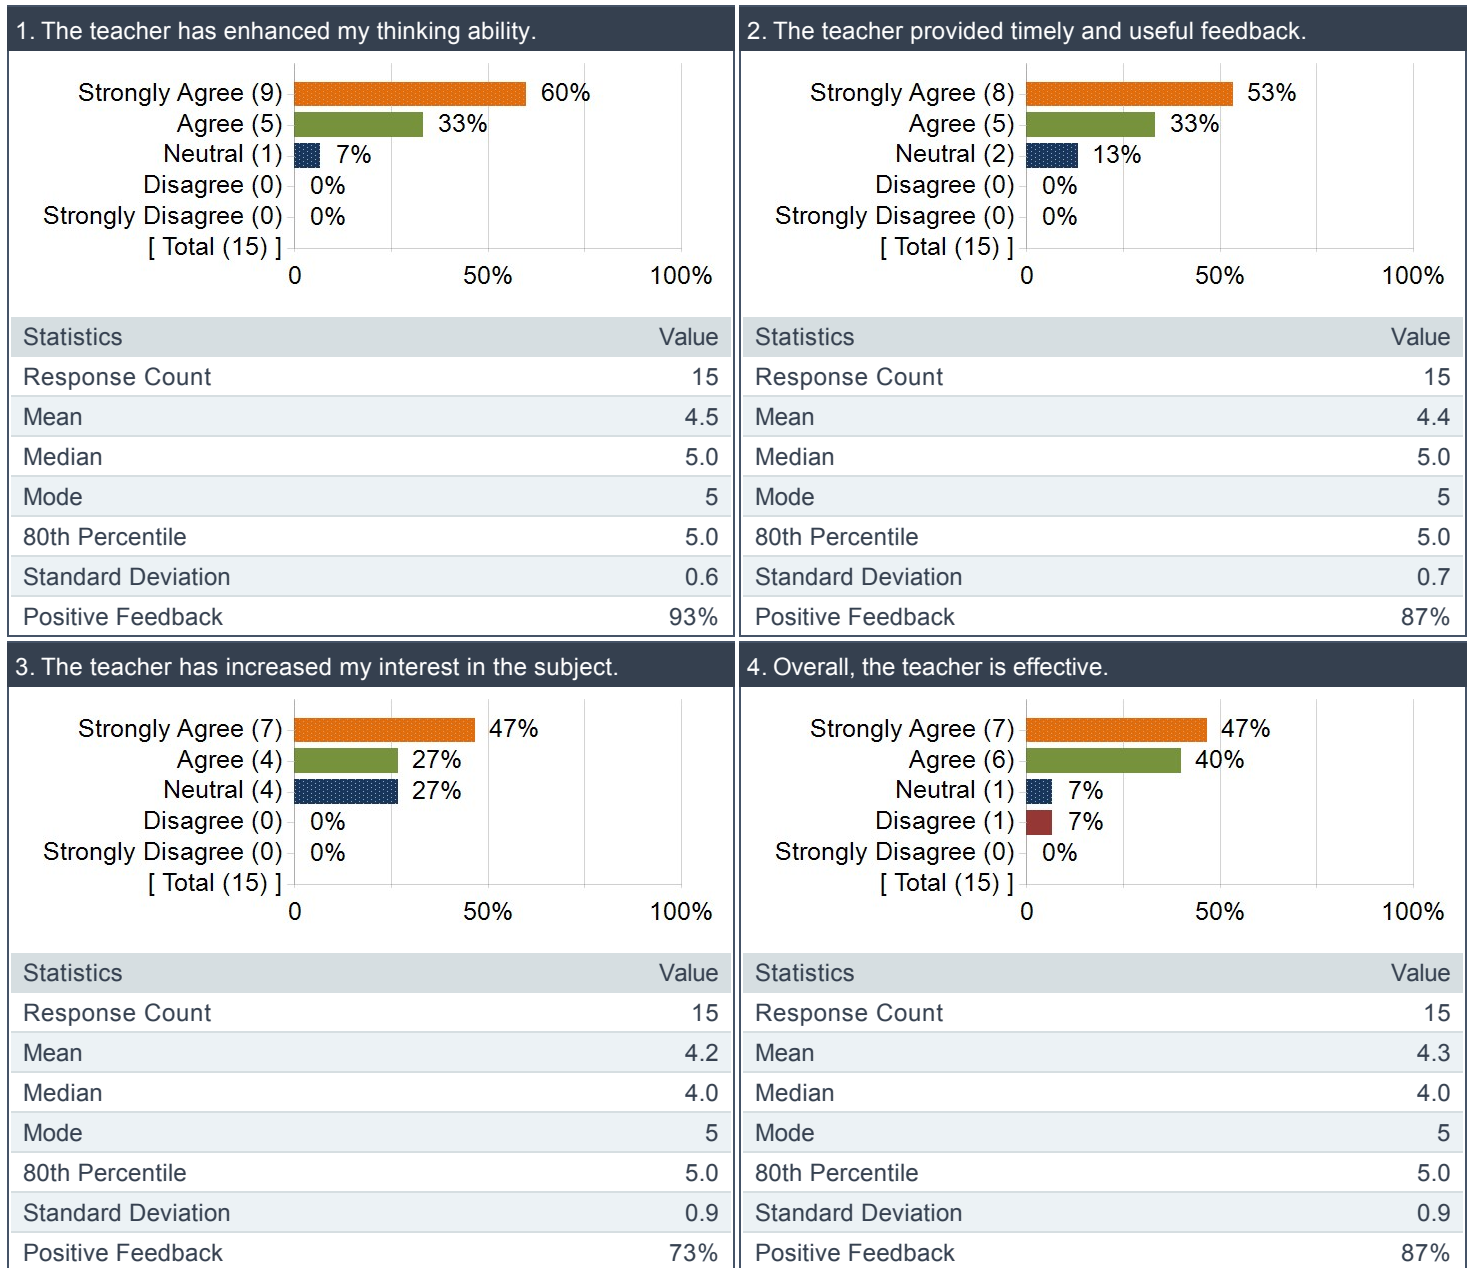 1. The teacher has enhanced my thinking ability.
Strongly Agree (9) 60%
Agree (5) 33%
Neutral (1) 7%
Disagree (0) 0%
Strongly Disagree (0) 0%
[ Total (15) ]
0 50% 100%
Statistics Value
Response Count 15
Mean 4.5
Median 5.0
Mode 5
80th Percentile 5.0
Standard Deviation 0.6
Positive Feedback 93%
2. The teacher provided timely and useful feedback.
Strongly Agree (8) 53%
Agree (5) 33%
Neutral (2) 13%
Disagree (0) 0%
Strongly Disagree (0) 0%
[ Total (15) ]
0 50% 100%
Statistics Value
Response Count 15
Mean 4.4
Median 5.0
Mode 5
80th Percentile 5.0
Standard Deviation 0.7
Positive Feedback 87%
3. The teacher has increased my interest in the subject.
Strongly Agree (7) 47%
Agree (4) 27%
Neutral (4) 27%
Disagree (0) 0%
Strongly Disagree (0) 0%
[ Total (15) ]
0 50% 100%
Statistics Value
Response Count 15
Mean 4.2
Median 4.0
Mode 5
80th Percentile 5.0
Standard Deviation 0.9
Positive Feedback 73%
4. Overall, the teacher is effective.
Strongly Agree (7) 47%
Agree (6) 40%
Neutral (1) 7%
Disagree (1) 7%
Strongly Disagree (0) 0%
[ Total (15) ]
0 50% 100%
Statistics Value
Response Count 15
Mean 4.3
Median 4.0
Mode 5
80th Percentile 5.0
Standard Deviation 0.9
Positive Feedback 87%